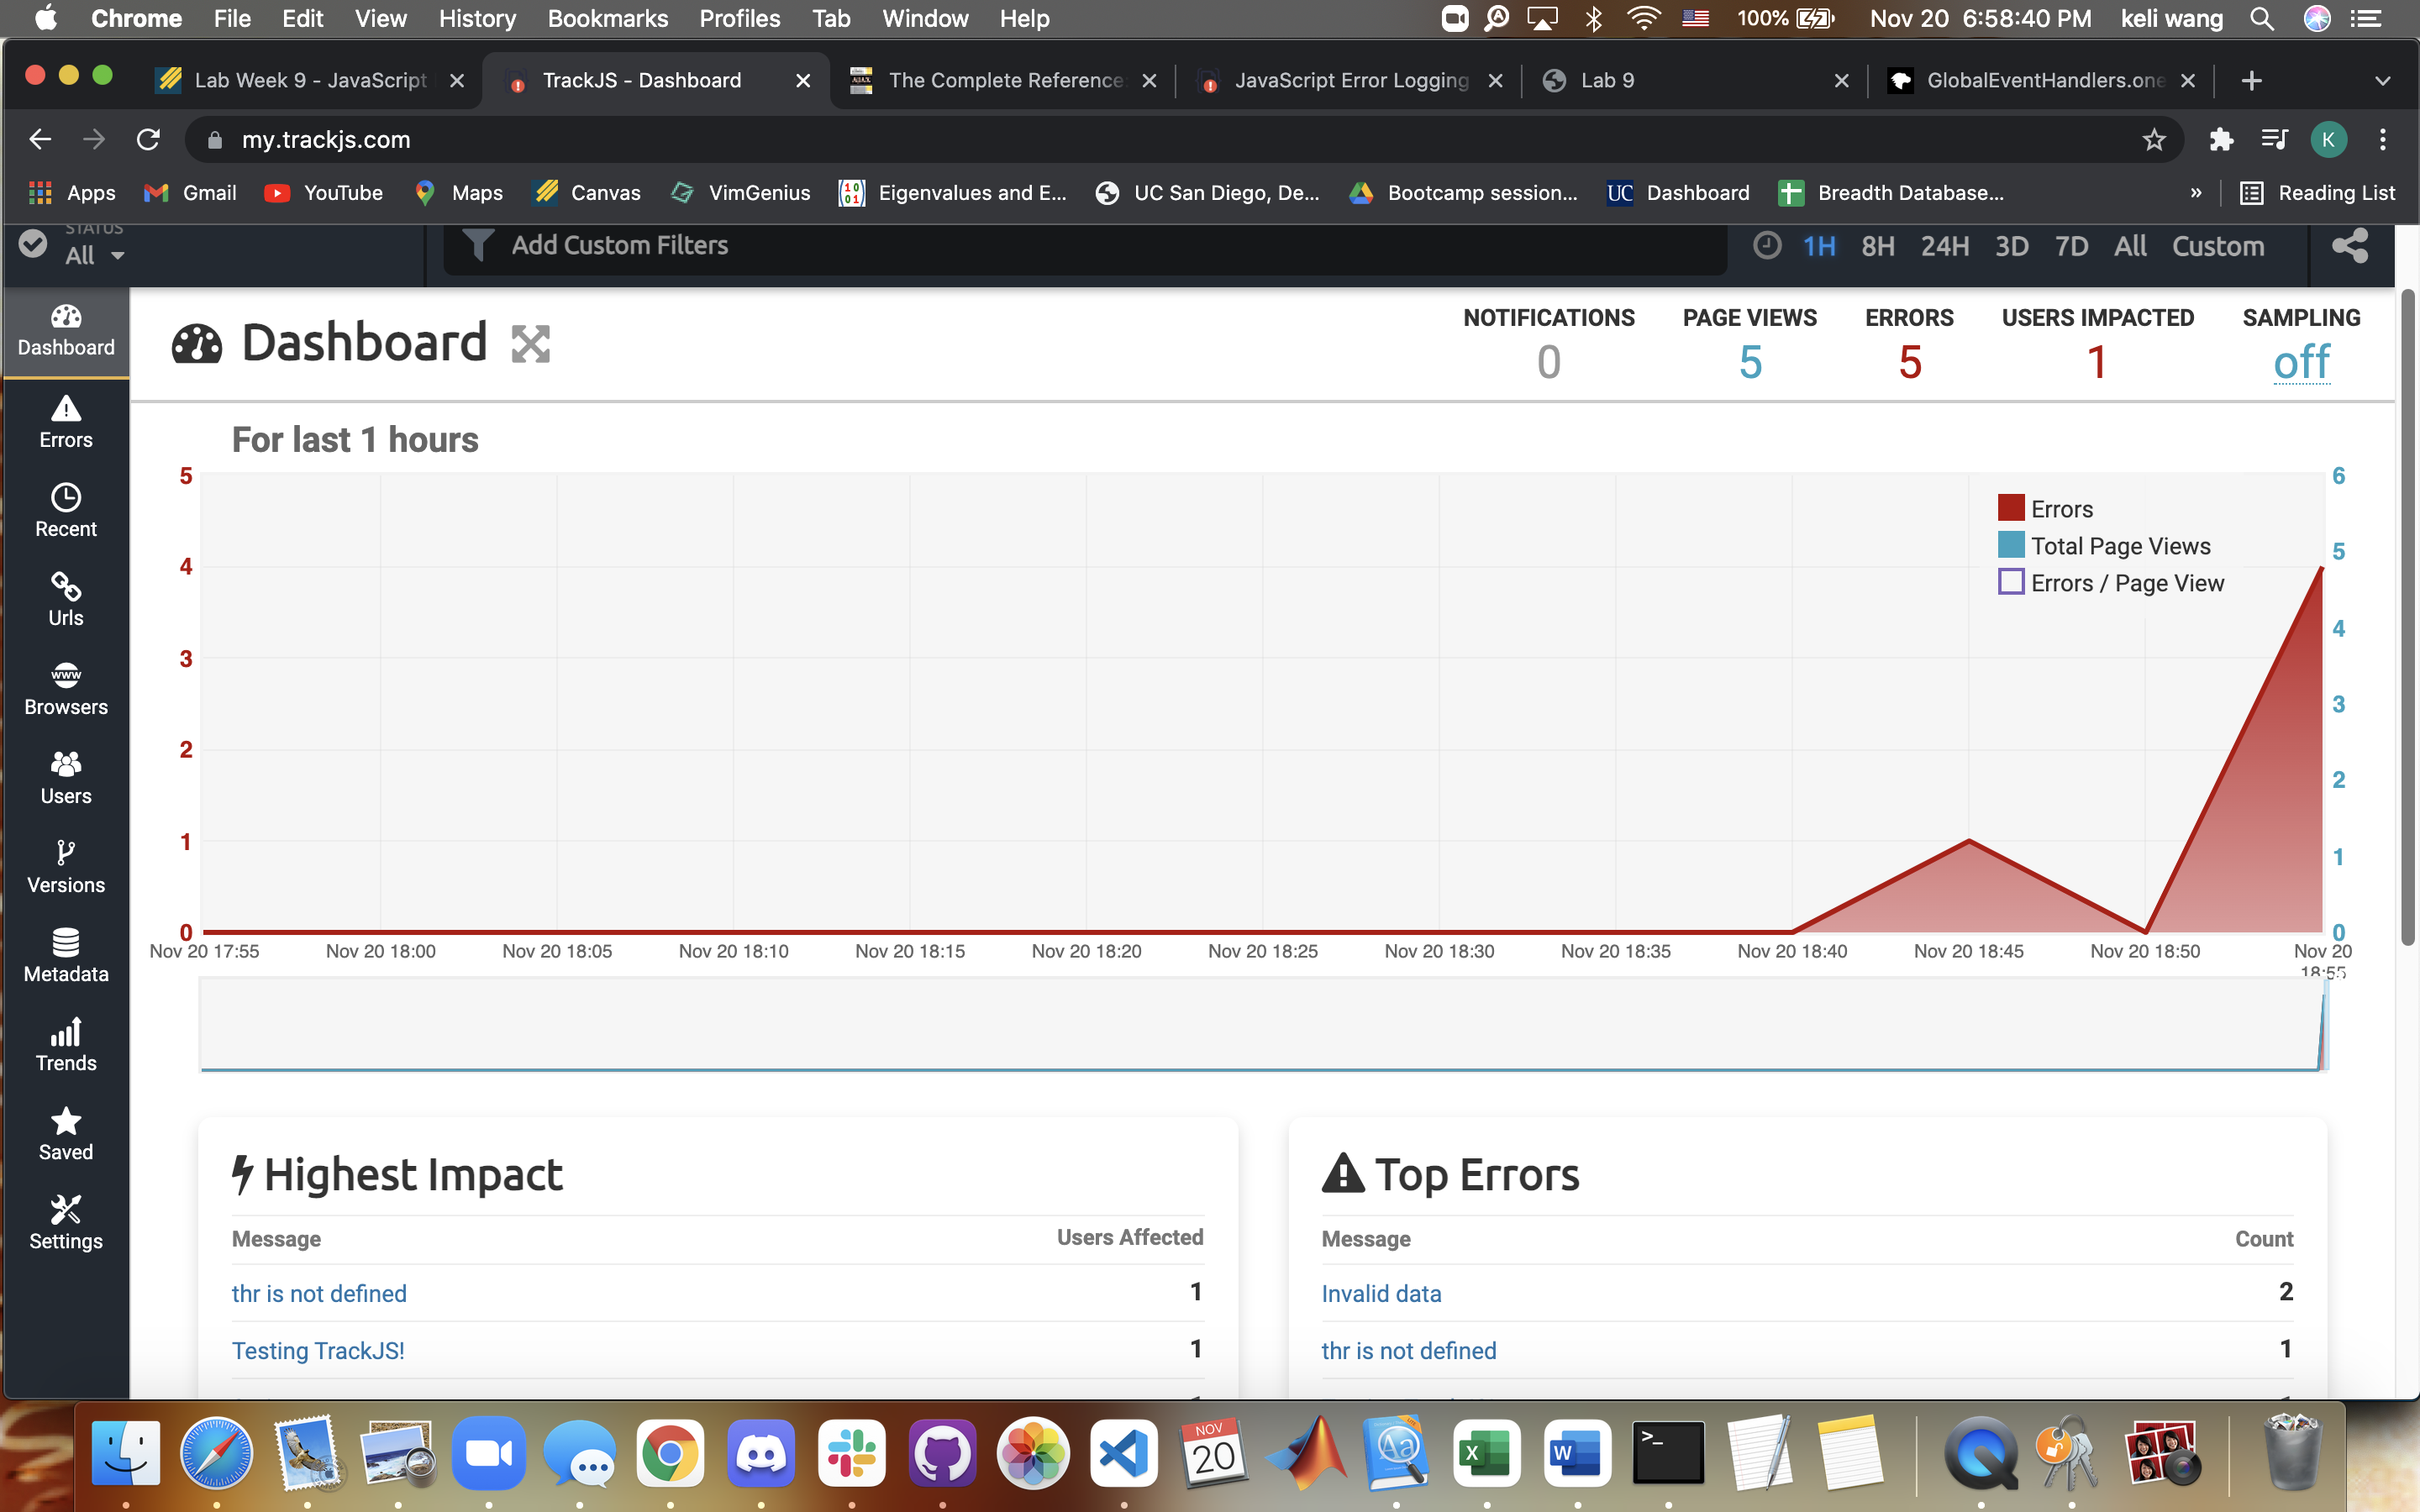 Chrome File Edit View History Bookmarks Profiles Tab Window Help 100% Nov 20 6:58:40 PM keli wang
Lab Week 9 - JavaScript TrackJS - Dashboard The Complete Reference JavaScript Error Logging Lab 9 GlobalEventHandlers.one
my.trackjs.com K
Apps Gmail YouTube Maps Canvas VimGenius Eigenvalues and E... UC San Diego, De... Bootcamp session... UC Dashboard Breadth Database... » Reading List
STATUS
All Add Custom Filters 1H 8H 24H 3D 7D All Custom
Dashboard
Errors
Recent
Urls
www
Browsers
Users
Versions
Metadata
Trends
Saved
Settings
Dashboard
NOTIFICATIONS PAGE VIEWS ERRORS USERS IMPACTED SAMPLING
0 5 5 1 off
For last 1 hours
5
4
3
2
1
0
Errors
Total Page Views
Errors / Page View
6
5
4
3
2
1
0
Nov 20 17:55 Nov 20 18:00 Nov 20 18:05 Nov 20 18:10 Nov 20 18:15 Nov 20 18:20 Nov 20 18:25 Nov 20 18:30 Nov 20 18:35 Nov 20 18:40 Nov 20 18:45 Nov 20 18:50 Nov 20
18:55
Highest Impact
Message Users Affected
thr is not defined 1
Testing TrackJS! 1
Top Errors
Message Count
Invalid data 2
thr is not defined 1
NOV
20
Aa
X
W
>_